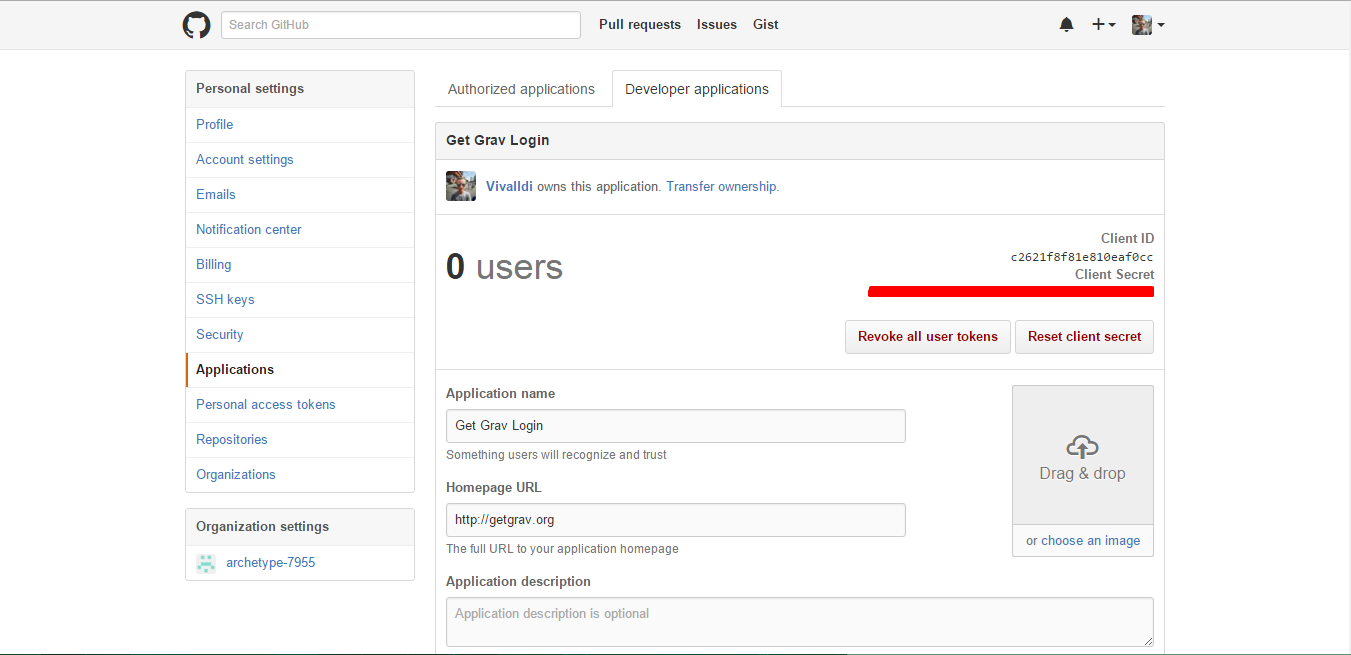 Search GitHub
Pull requests
Issues
Gist
Personal settings
Profile
Account settings
Emails
Notification center
Billing
SSH keys
Security
Applications
Personal access tokens
Repositories
Organizations
Organization settings
archetype-7955
Authorized applications
Developer applications
Get Grav Login
Vivalldi owns this application. Transfer ownership.
0 users
Client ID
c2621f8f81e810eaf0cc
Client Secret
Revoke all user tokens
Reset client secret
Application name
Get Grav Login
Something users will recognize and trust
Homepage URL
http://getgrav.org
The full URL to your application homepage
Drag & drop
or choose an image
Application description
Application description is optional